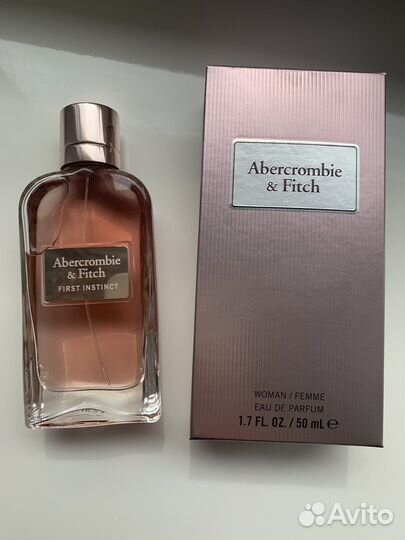 Abercrombie
& Fitch
FIRST INSTINCT
Abercrombie
& Fitch
WOMAN / FEMME
EAU DE PARFUM
1.7 FL. OZ. / 50 mL ℮
Avito